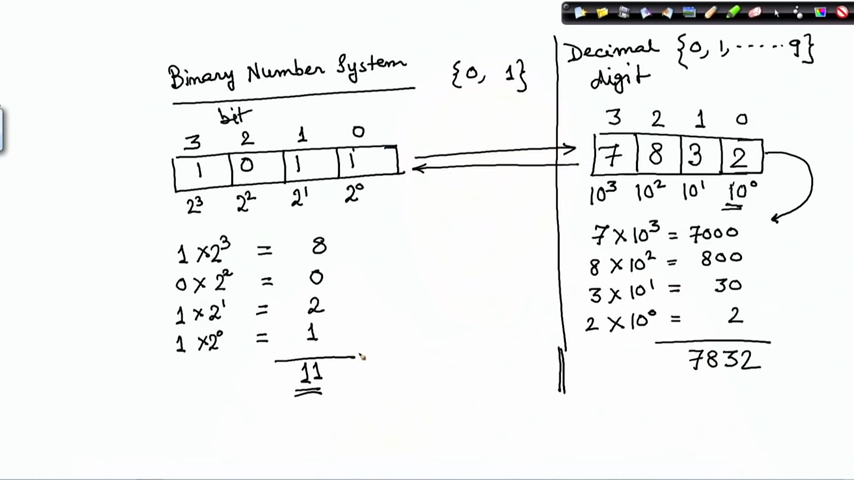 Binary Number System {0, 1}
bit
3 2 1 0
1 0 1 1
2³ 2² 2¹ 2⁰
1 × 2³ = 8
0 × 2² = 0
1 × 2¹ = 2
1 × 2⁰ = 1
11
Decimal {0, 1, ...... 9}
digit
3 2 1 0
7 8 3 2
10³ 10² 10¹ 10⁰
7 × 10³ = 7000
8 × 10² = 800
3 × 10¹ = 30
2 × 10⁰ = 2
7832